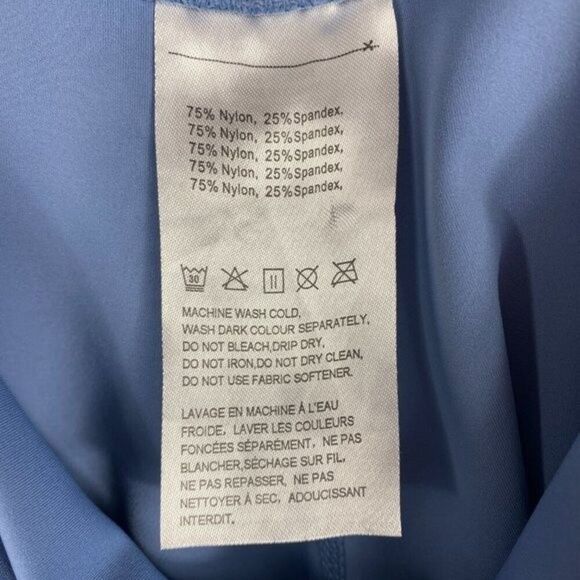 75% Nylon, 25% Spandex,
75% Nylon, 25% Spandex,
75% Nylon, 25% Spandex,
75% Nylon, 25% Spandex,
75% Nylon, 25% Spandex,
30
MACHINE WASH COLD,
WASH DARK COLOUR SEPARATELY,
DO NOT BLEACH,DRIP DRY,
DO NOT IRON,DO NOT DRY CLEAN,
DO NOT USE FABRIC SOFTENER.
LAVAGE EN MACHINE À L'EAU
FROIDE, LAVER LES COULEURS
FONCÉES SÉPARÉMENT, NE PAS
BLANCHER,SÉCHAGE SUR FIL,
NE PAS REPASSER, NE PAS
NETTOYER À SEC, ADOUCISSANT
INTERDIT.